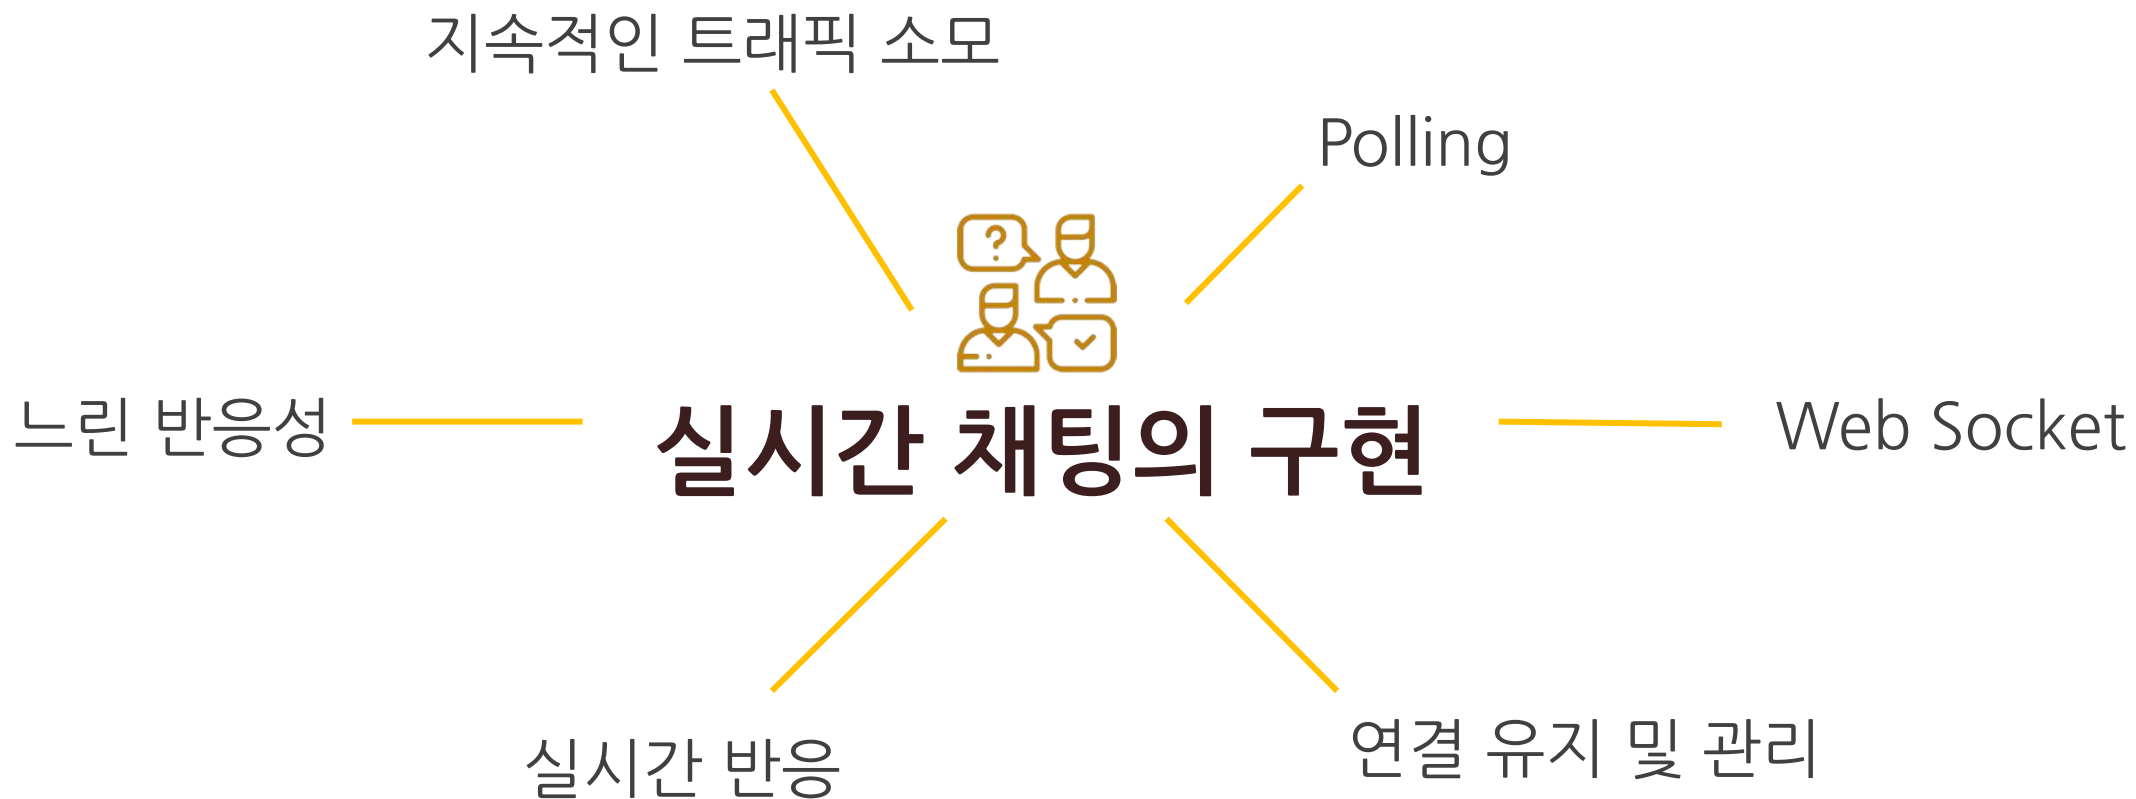 지속적인 트래픽 소모
Polling
느린 반응성
실시간 채팅의 구현
Web Socket
실시간 반응
연결 유지 및 관리